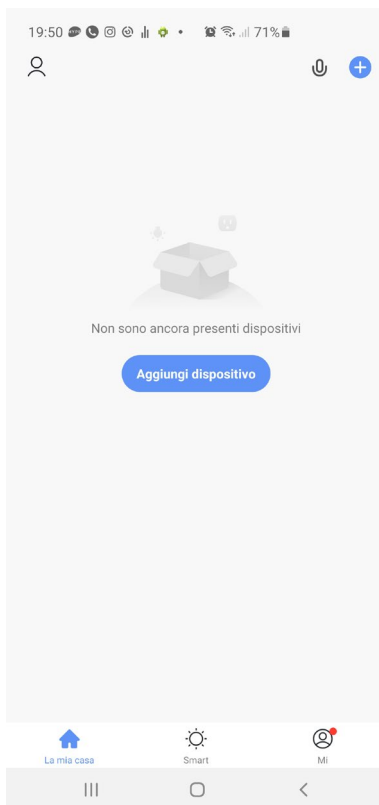 19:50
71%
Non sono ancora presenti dispositivi
Aggiungi dispositivo
La mia casa
Smart
Mi